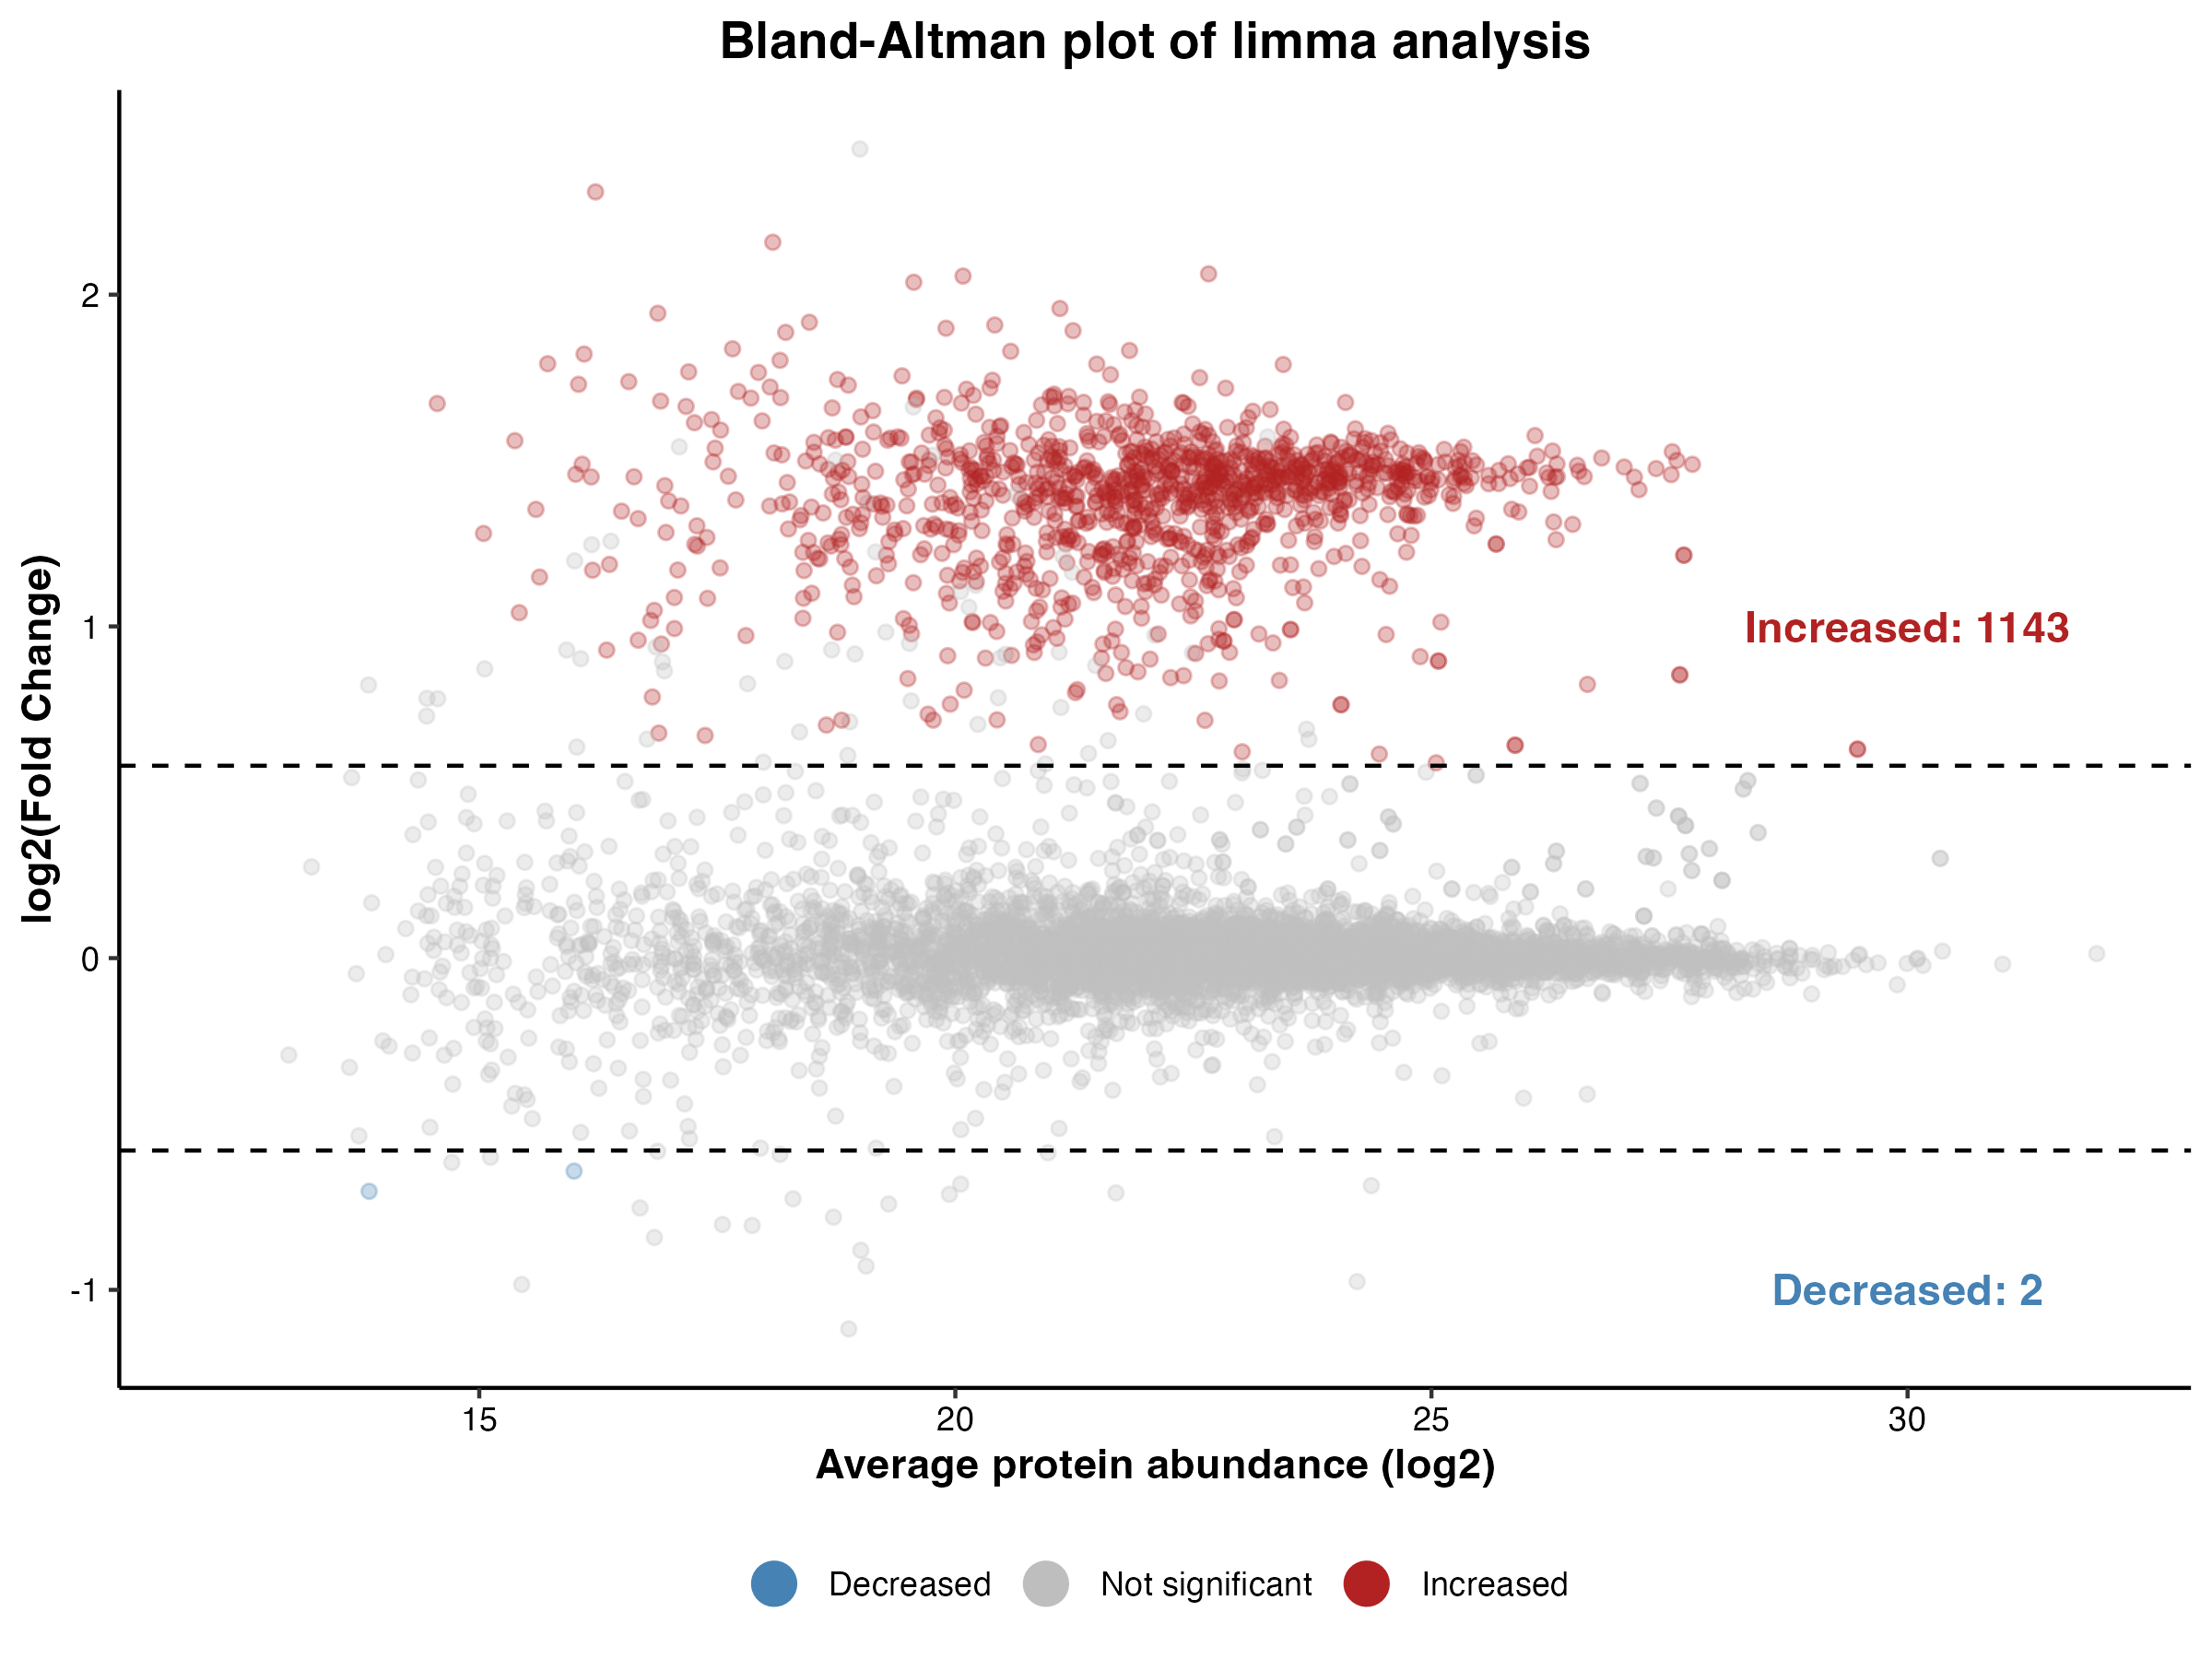 Bland-Altman plot of limma analysis
log2(Fold Change)
2
1
0
-1
Increased: 1143
Decreased: 2
15 20 25 30
Average protein abundance (log2)
Decreased Not significant Increased